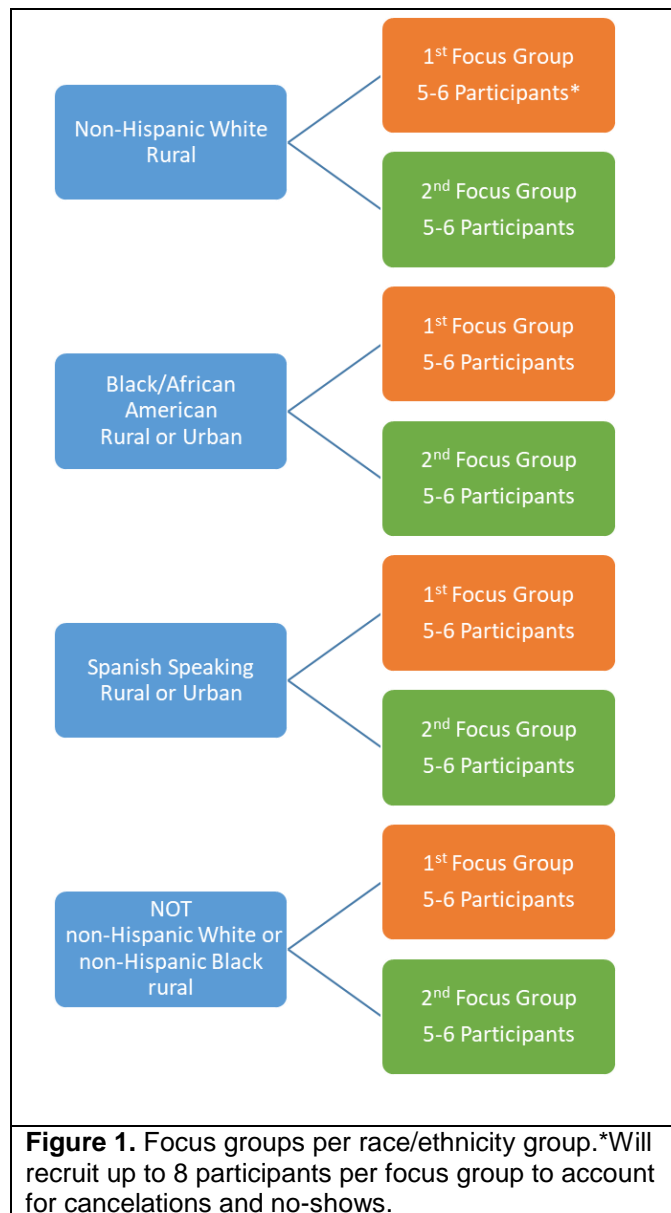 Non-Hispanic White
Rural
1st Focus Group
5-6 Participants*
2nd Focus Group
5-6 Participants
Black/African
American
Rural or Urban
1st Focus Group
5-6 Participants
2nd Focus Group
5-6 Participants
Spanish Speaking
Rural or Urban
1st Focus Group
5-6 Participants
2nd Focus Group
5-6 Participants
NOT
non-Hispanic White or
non-Hispanic Black
rural
1st Focus Group
5-6 Participants
2nd Focus Group
5-6 Participants
Figure 1. Focus groups per race/ethnicity group.*Will
recruit up to 8 participants per focus group to account
for cancelations and no-shows.